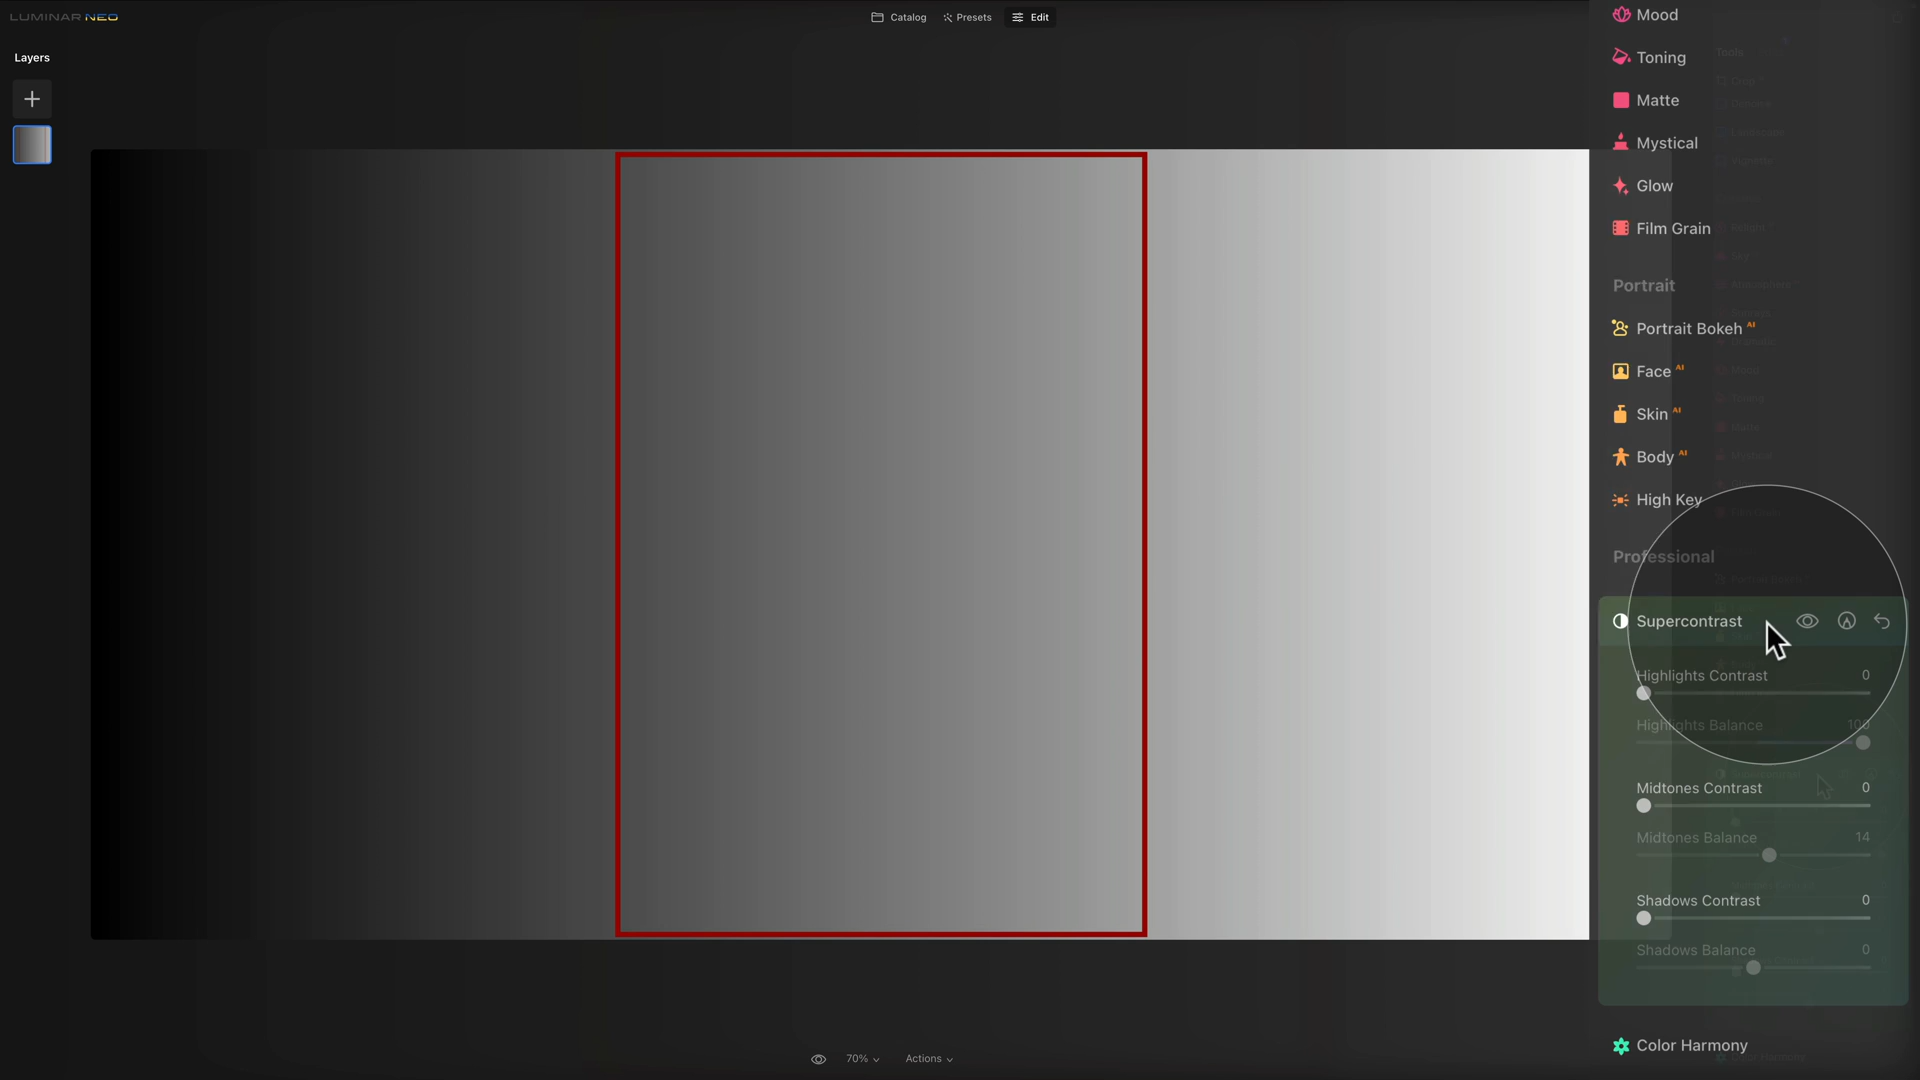 LUMINAR NEO
Catalog
Presets
Edit
Layers
Mood
Toning
Matte
Mystical
Glow
Film Grain
Portrait
Portrait Bokeh AI
Face AI
Skin AI
Body AI
High Key
Professional
Supercontrast
Highlights Contrast 0
Highlights Balance 100
Midtones Contrast 0
Midtones Balance 14
Shadows Contrast 0
Shadows Balance 0
Color Harmony
70%
Actions
Tools